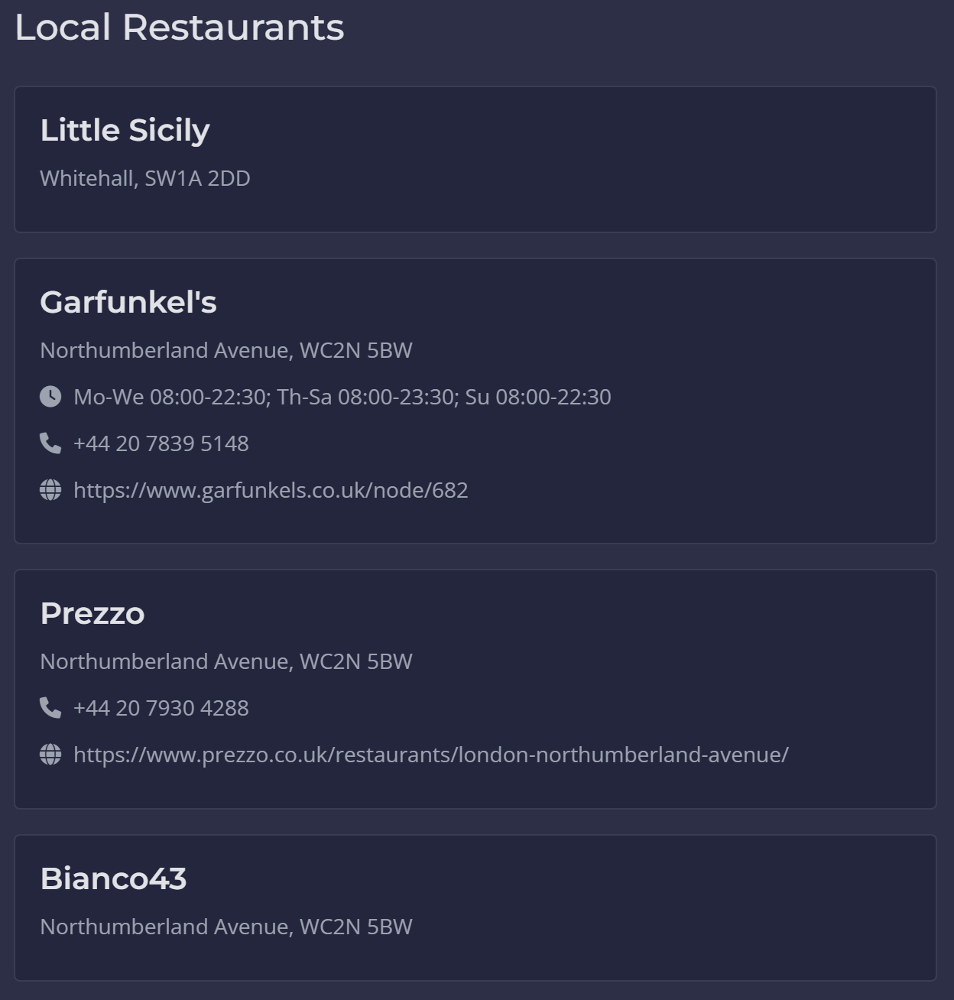 Local Restaurants
Little Sicily
Whitehall, SW1A 2DD
Garfunkel's
Northumberland Avenue, WC2N 5BW
Mo-We 08:00-22:30; Th-Sa 08:00-23:30; Su 08:00-22:30
+44 20 7839 5148
https://www.garfunkels.co.uk/node/682
Prezzo
Northumberland Avenue, WC2N 5BW
+44 20 7930 4288
https://www.prezzo.co.uk/restaurants/london-northumberland-avenue/
Bianco43
Northumberland Avenue, WC2N 5BW